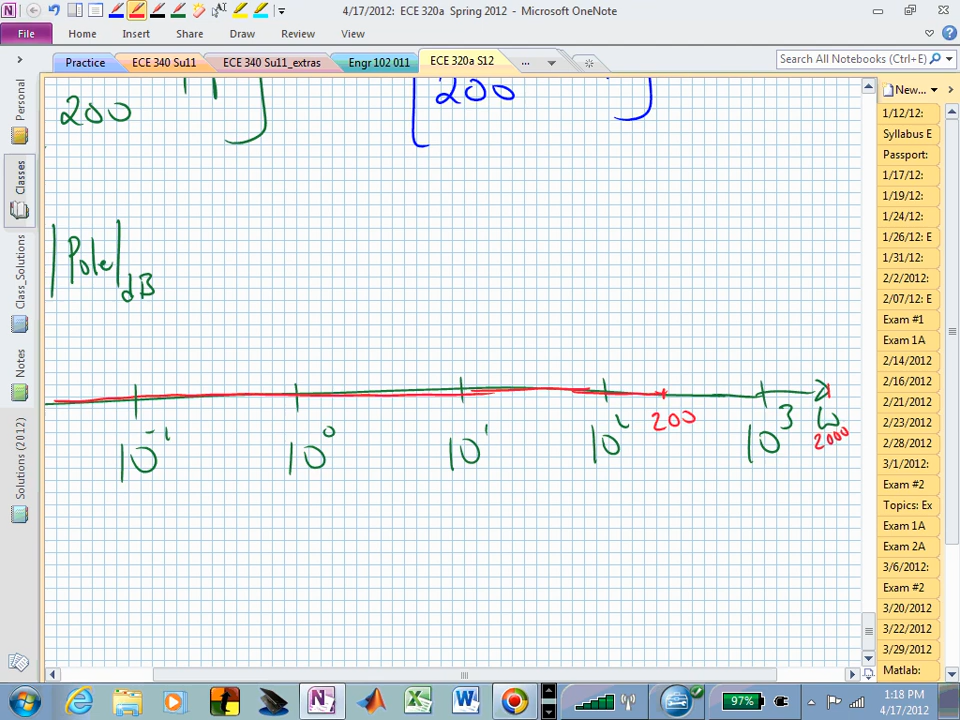 4/17/2012: ECE 320a Spring 2012 - Microsoft OneNote
File Home Insert Share Draw Review View
Practice ECE 340 Su11 ECE 340 Su11_extras Engr 102 011 ECE 320a S12 ... Search All Notebooks (Ctrl+E)
Personal
Classes
Class_Solutions
Notes
Solutions (2012)
New...
1/12/12:
Syllabus E
Passport:
1/17/12:
1/19/12:
1/24/12:
1/26/12: E
1/31/12:
2/2/2012:
2/07/12: E
Exam #1
Exam 1A
2/14/2012
2/16/2012
2/21/2012
2/23/2012
2/28/2012
3/1/2012:
Exam #2
Topics: Ex
Exam 1A
Exam 2A
3/6/2012:
Exam #2
3/20/2012
3/22/2012
3/29/2012
Matlab:
200 200
|Pole|dB
10⁻¹ 10⁰ 10¹ 10² 200 10³ ω
2000
97% 1:18 PM
4/17/2012